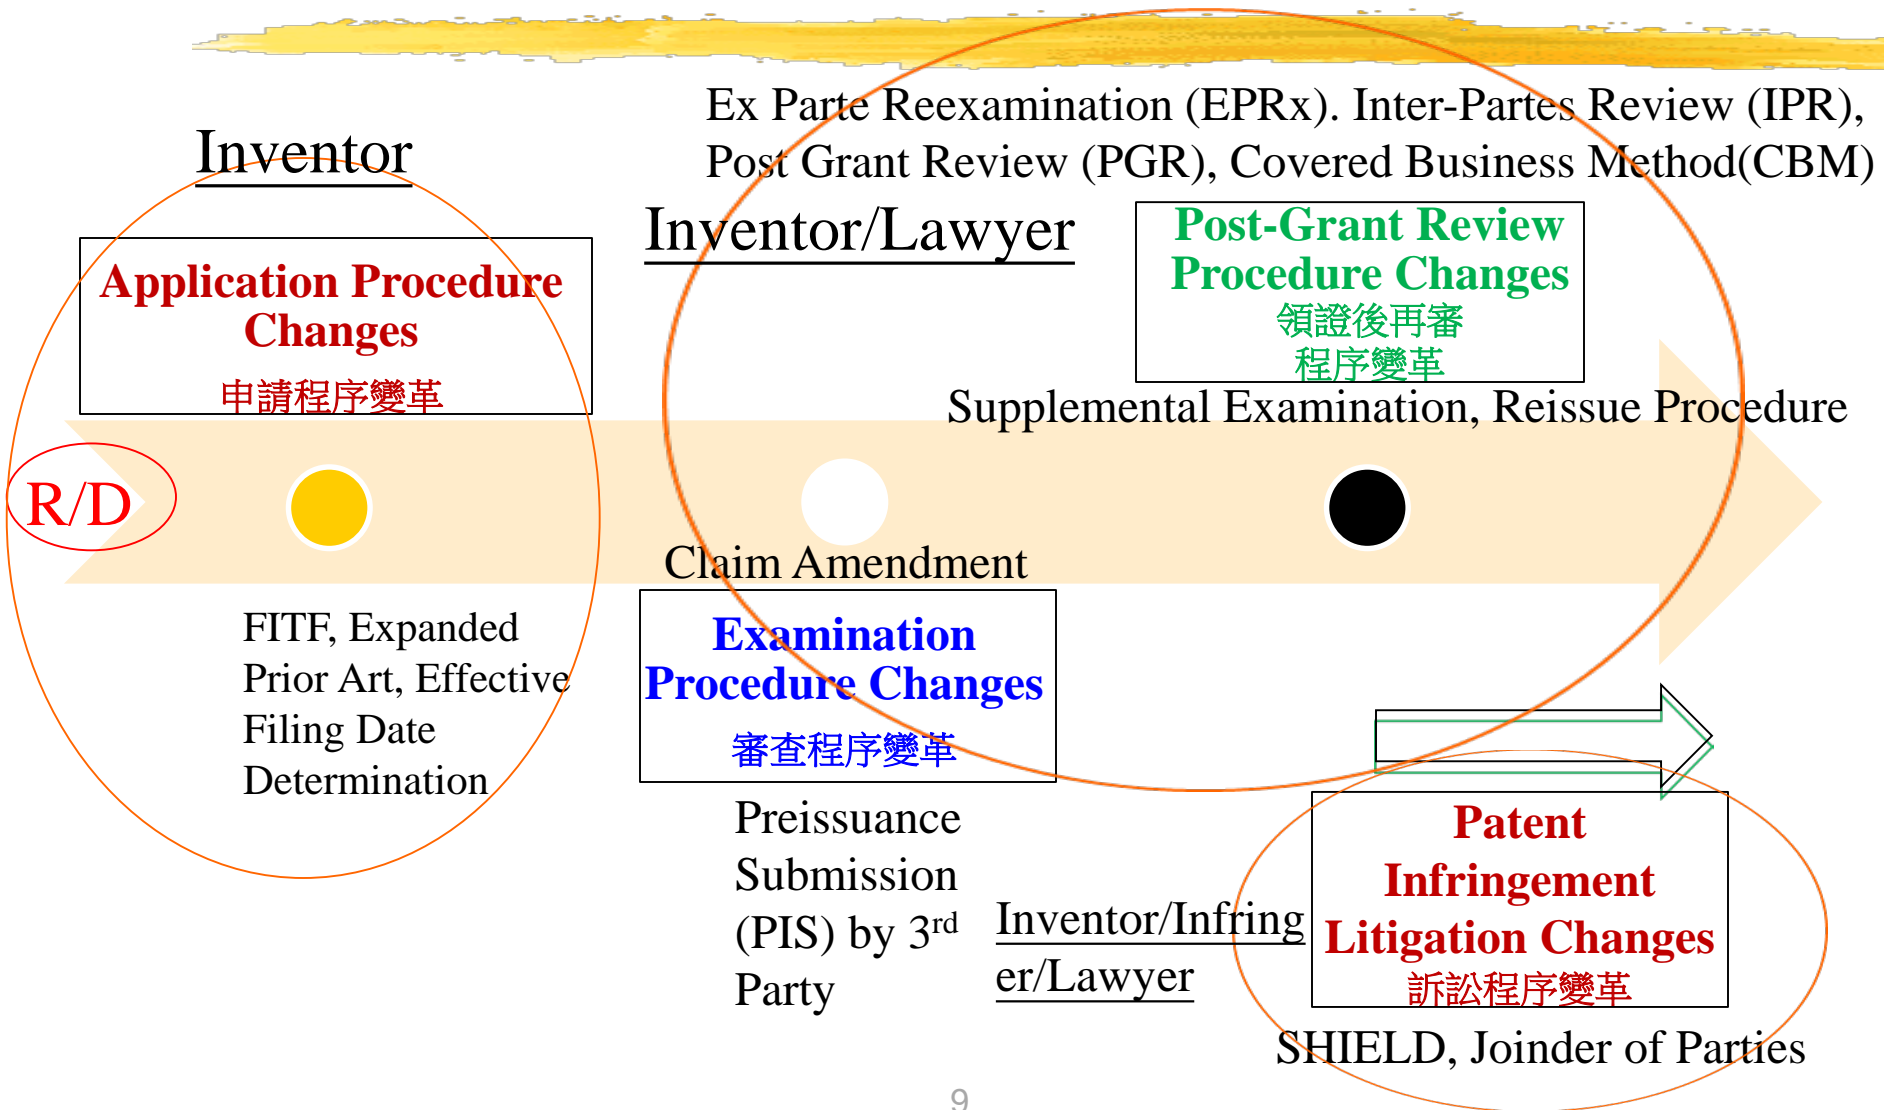 Ex Parte Reexamination (EPRx). Inter-Partes Review (IPR),
Post Grant Review (PGR), Covered Business Method(CBM)
Inventor
Inventor/Lawyer
Application Procedure
Changes
申請程序變革
Post-Grant Review
Procedure Changes
領證後再審
程序變革
Supplemental Examination, Reissue Procedure
R/D
Claim Amendment
FITF, Expanded
Prior Art, Effective
Filing Date
Determination
Examination
Procedure Changes
審查程序變革
Preissuance
Submission
(PIS) by 3rd
Party
Inventor/Infring
er/Lawyer
Patent
Infringement
Litigation Changes
訴訟程序變革
SHIELD, Joinder of Parties
9